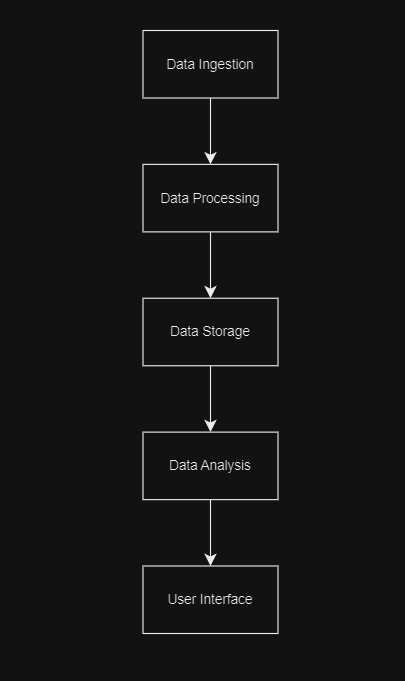 Data Ingestion
Data Processing
Data Storage
Data Analysis
User Interface